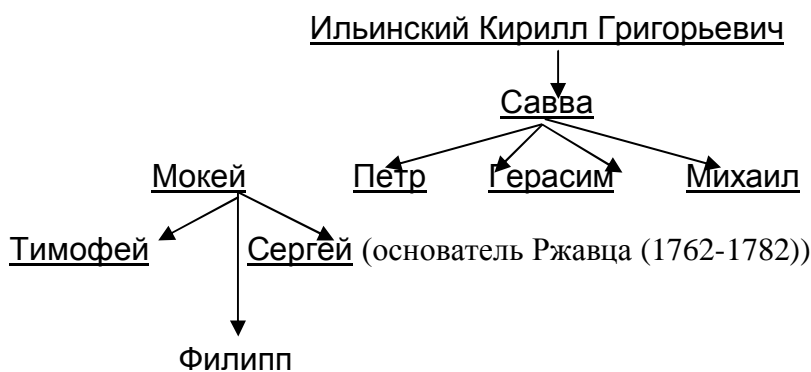 Ильинский Кирилл Григорьевич
Савва
Мокей Петр Герасим Михаил
Тимофей Сергей (основатель Ржавца (1762-1782))
Филипп